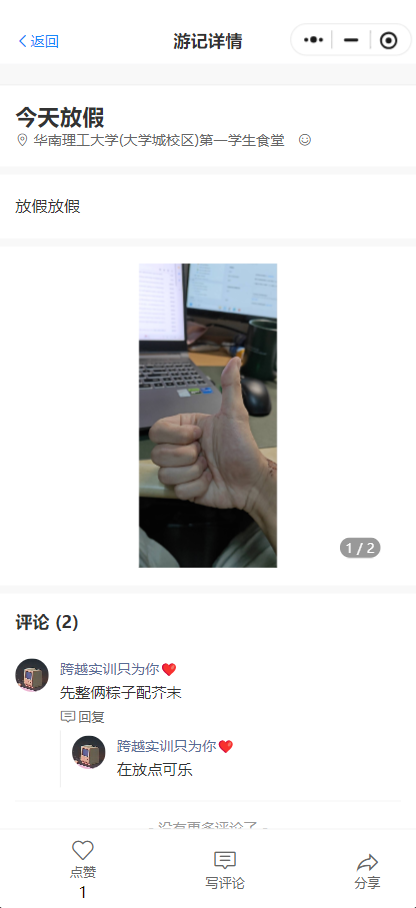 返回
游记详情
今天放假
华南理工大学(大学城校区)第一学生食堂
放假放假
1 / 2
评论 (2)
跨越实训只为你❤️
先整俩粽子配芥末
回复
跨越实训只为你❤️
在放点可乐
- 没有更多评论了 -
点赞
1
写评论
分享